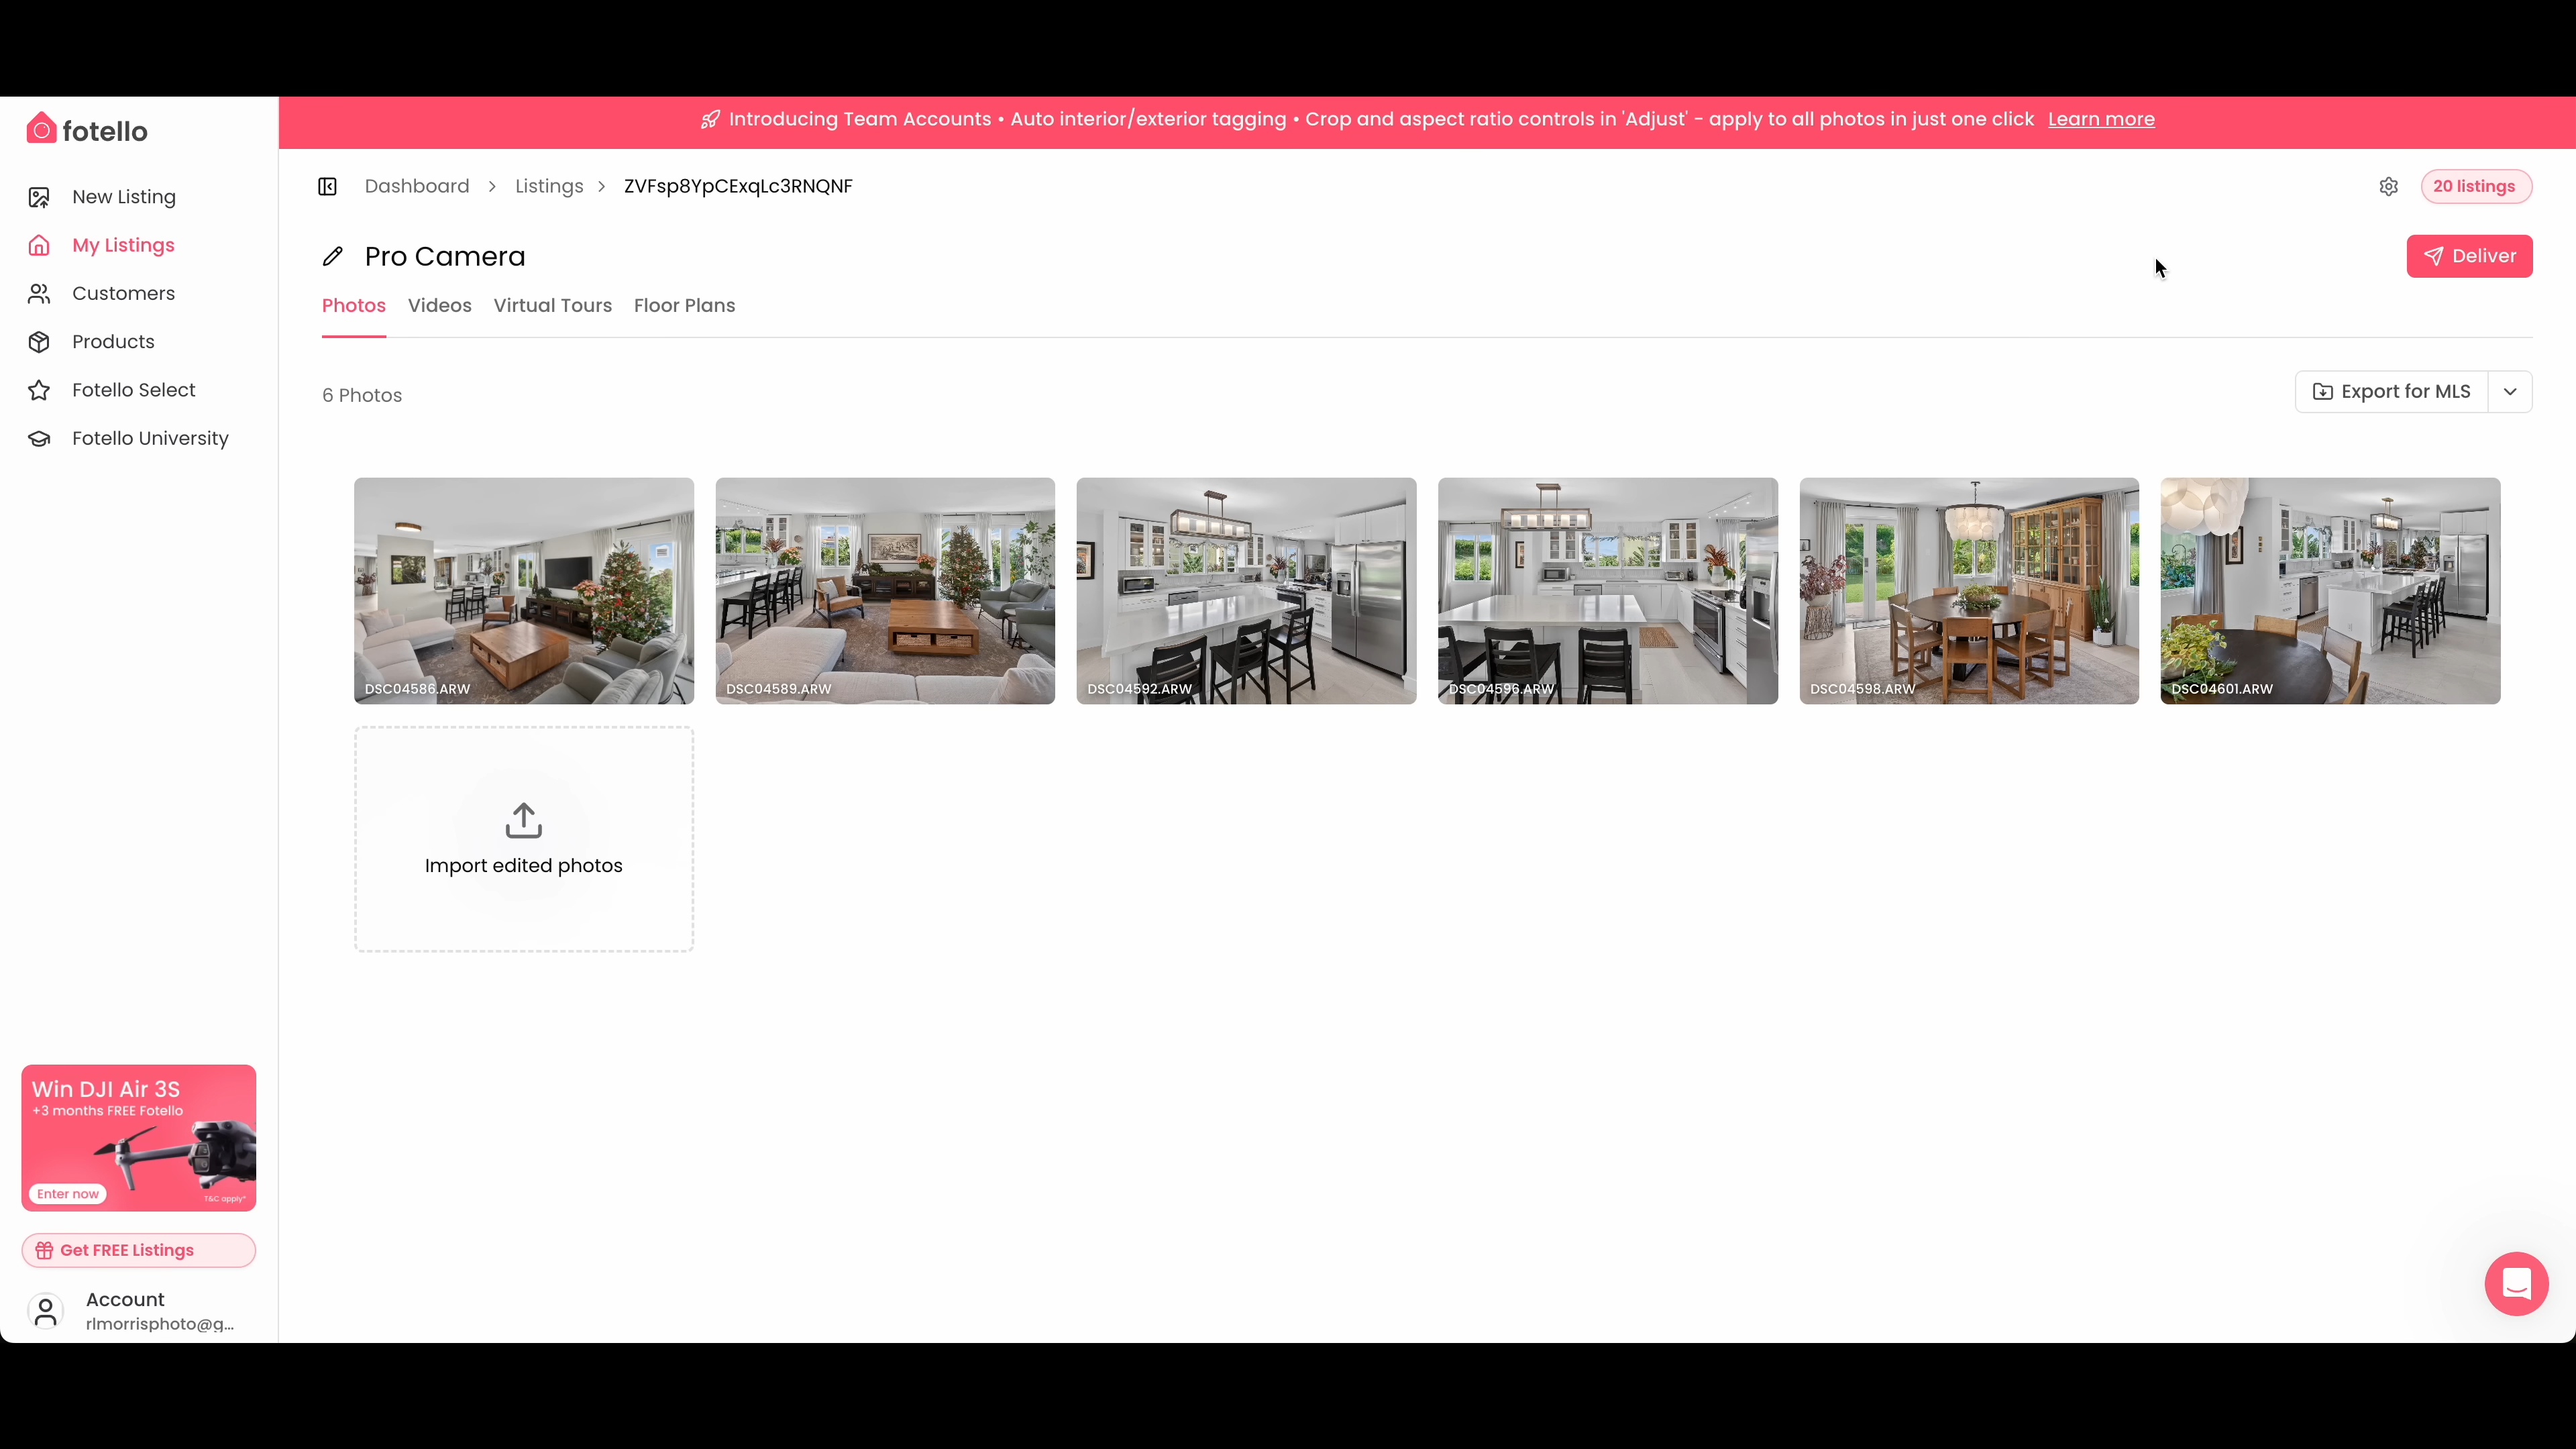 fotello
Introducing Team Accounts • Auto interior/exterior tagging • Crop and aspect ratio controls in 'Adjust' - apply to all photos in just one click Learn more
New Listing
My Listings
Customers
Products
Fotello Select
Fotello University
Dashboard > Listings > ZVFsp8YpCExqLc3RNQNF
20 listings
Pro Camera
Deliver
Photos Videos Virtual Tours Floor Plans
6 Photos
Export for MLS
DSC04586.ARW
DSC04589.ARW
DSC04592.ARW
DSC04596.ARW
DSC04598.ARW
DSC04601.ARW
Import edited photos
Win DJI Air 3S
+3 months FREE Fotello
Enter now
T&C apply*
Get FREE Listings
Account
rlmorrisphoto@g...